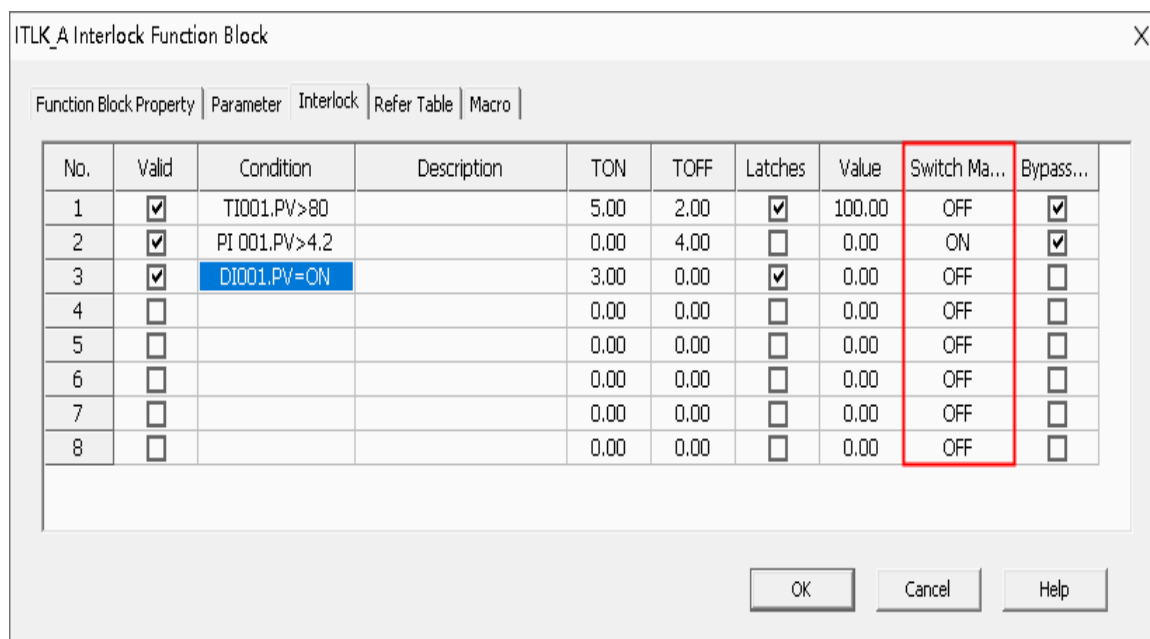 ITLK_A Interlock Function Block X
Function Block Property Parameter Interlock Refer Table Macro
No. Valid Condition Description TON TOFF Latches Value Switch Ma... Bypass...
1 TI001.PV>80 5.00 2.00 100.00 OFF
2 PI 001.PV>4.2 0.00 4.00 0.00 ON
3 DI001.PV=ON 3.00 0.00 0.00 OFF
4 0.00 0.00 0.00 OFF
5 0.00 0.00 0.00 OFF
6 0.00 0.00 0.00 OFF
7 0.00 0.00 0.00 OFF
8 0.00 0.00 0.00 OFF
OK Cancel Help